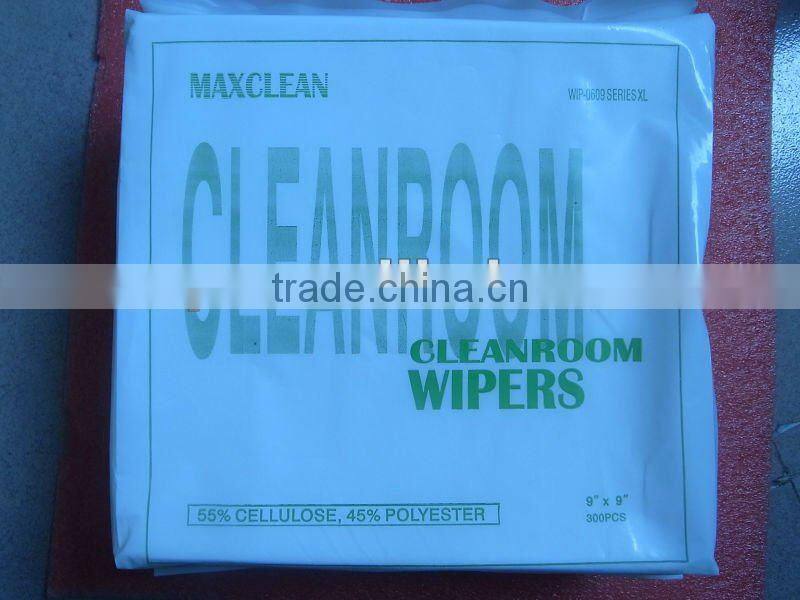 MAXCLEAN
WIP-0609 SERIES XL
CLEANROOM
trade.china.cn
CLEANROOM
WIPERS
55% CELLULOSE, 45% POLYESTER
9" x 9"
300PCS